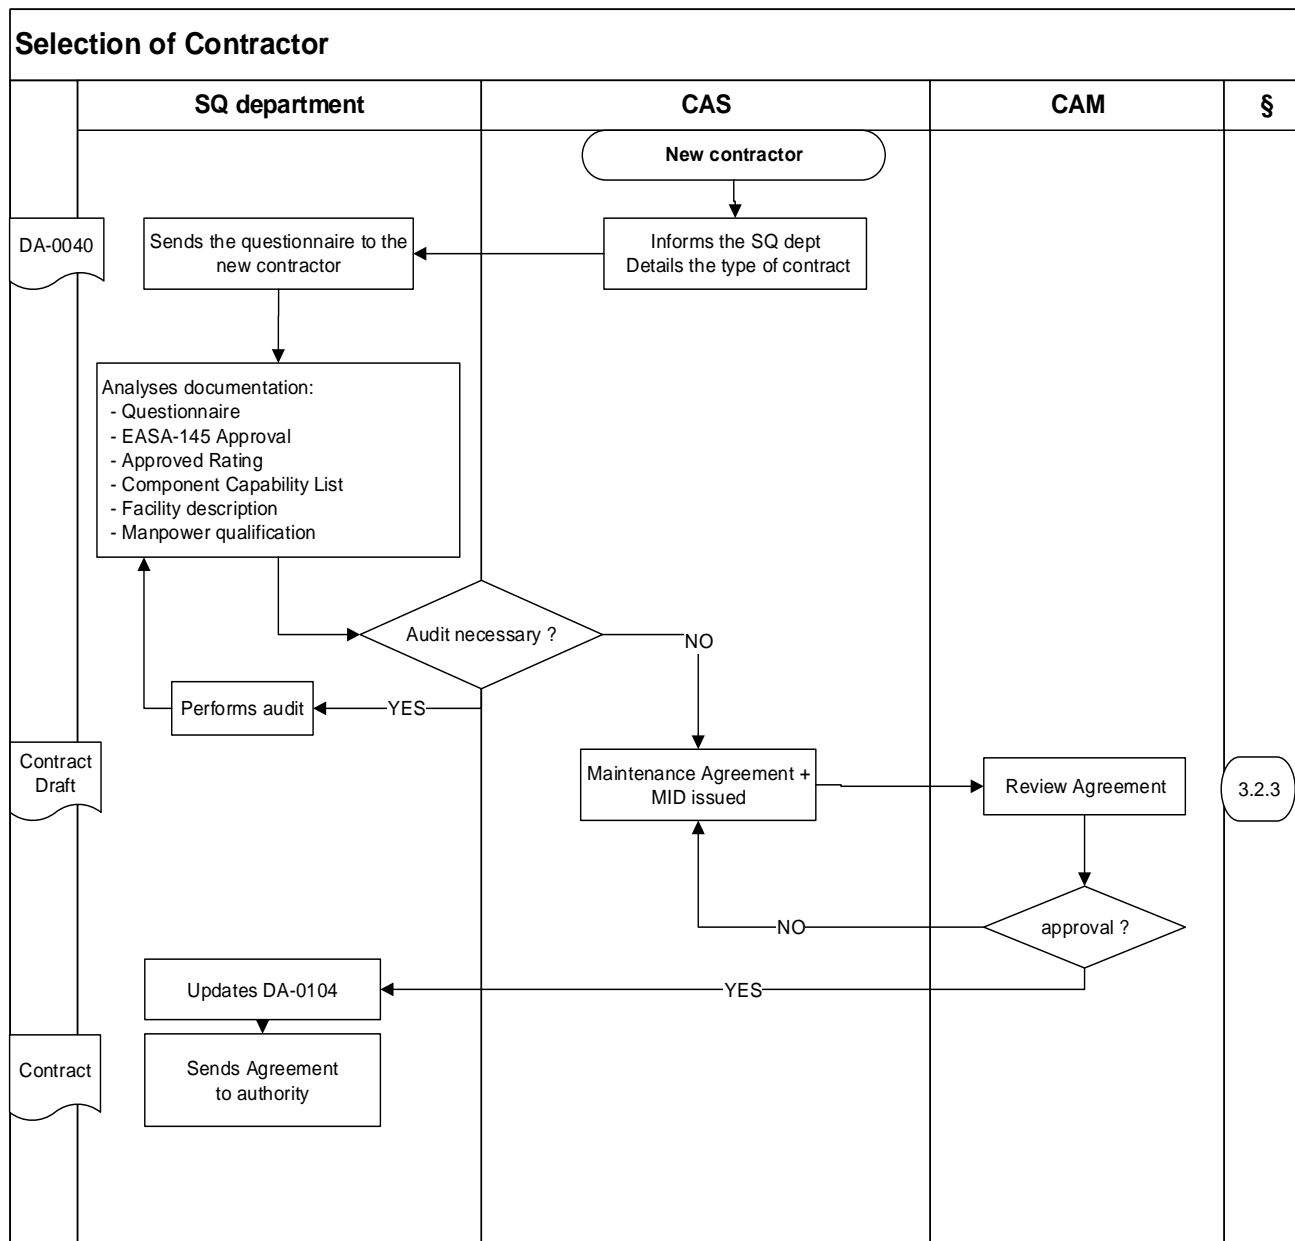 Selection of Contractor
SQ department
CAS
CAM
§
New contractor
DA-0040
Sends the questionnaire to the
new contractor
Informs the SQ dept
Details the type of contract
Analyses documentation:
- Questionnaire
- EASA-145 Approval
- Approved Rating
- Component Capability List
- Facility description
- Manpower qualification
Audit necessary ?
NO
Performs audit
YES
Contract
Draft
Maintenance Agreement +
MID issued
Review Agreement
3.2.3
approval ?
NO
Updates DA-0104
YES
Contract
Sends Agreement
to authority